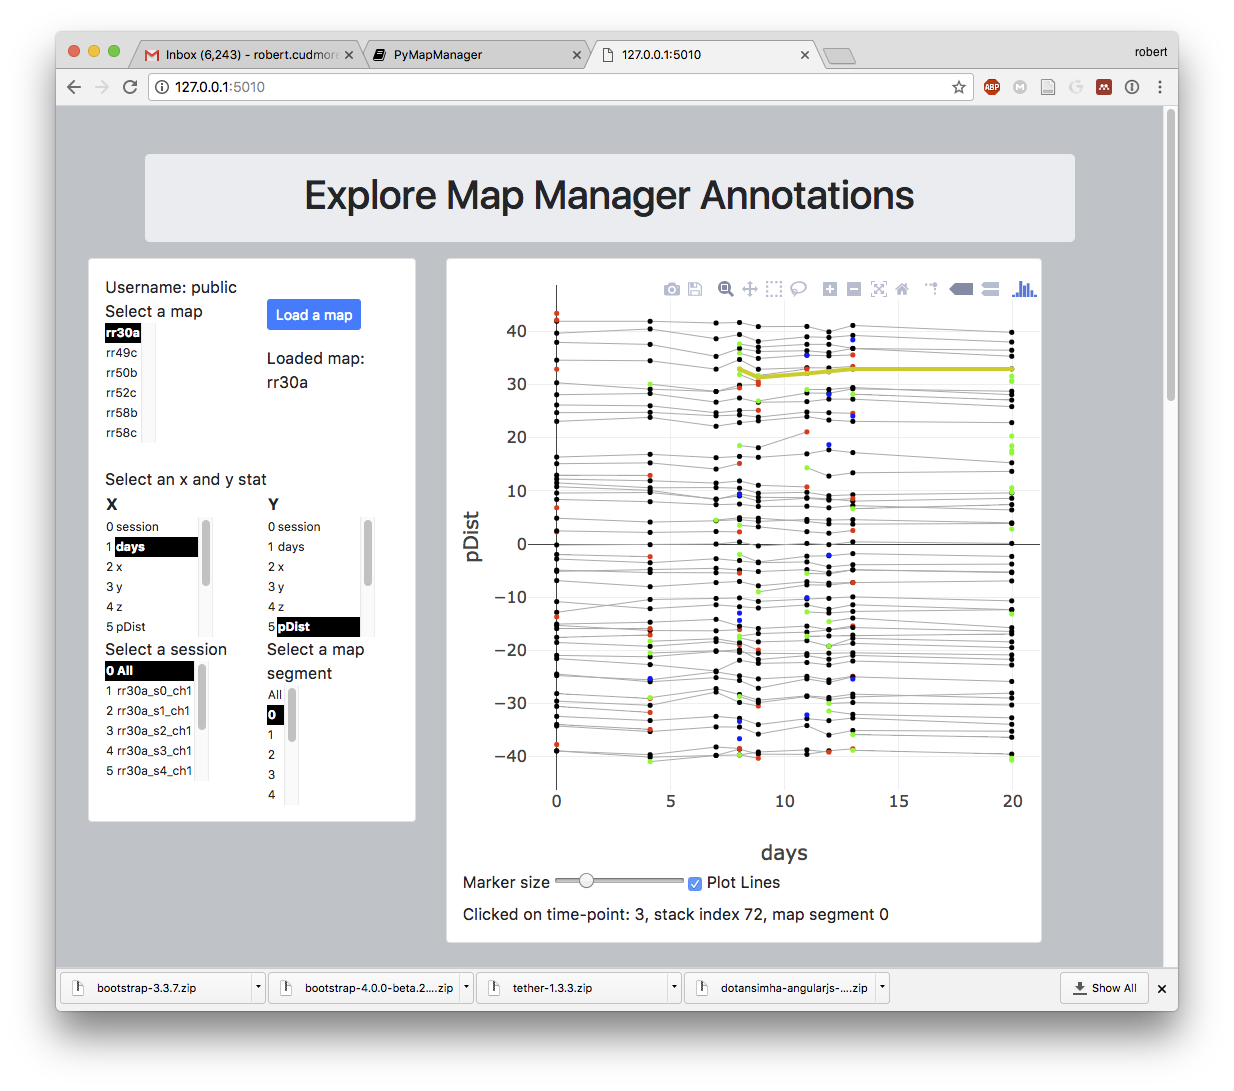 Inbox (6,243) - robert.cudmore
PyMapManager
127.0.0.1:5010
robert
127.0.0.1:5010
ABP
Explore Map Manager Annotations
Username: public
Select a map
rr30a
rr49c
rr50b
rr52c
rr58b
rr58c
Load a map
Loaded map:
rr30a
Select an x and y stat
X
0 session
1 days
2 x
3 y
4 z
5 pDist
Y
0 session
1 days
2 x
3 y
4 z
5 pDist
Select a session
0 All
1 rr30a_s0_ch1
2 rr30a_s1_ch1
3 rr30a_s2_ch1
4 rr30a_s3_ch1
5 rr30a_s4_ch1
Select a map
segment
All
0
1
2
3
4
pDist
40
30
20
10
0
−10
−20
−30
−40
0 5 10 15 20
days
Marker size
Plot Lines
Clicked on time-point: 3, stack index 72, map segment 0
bootstrap-3.3.7.zip
bootstrap-4.0.0-beta.2....zip
tether-1.3.3.zip
dotansimha-angularjs-....zip
Show All